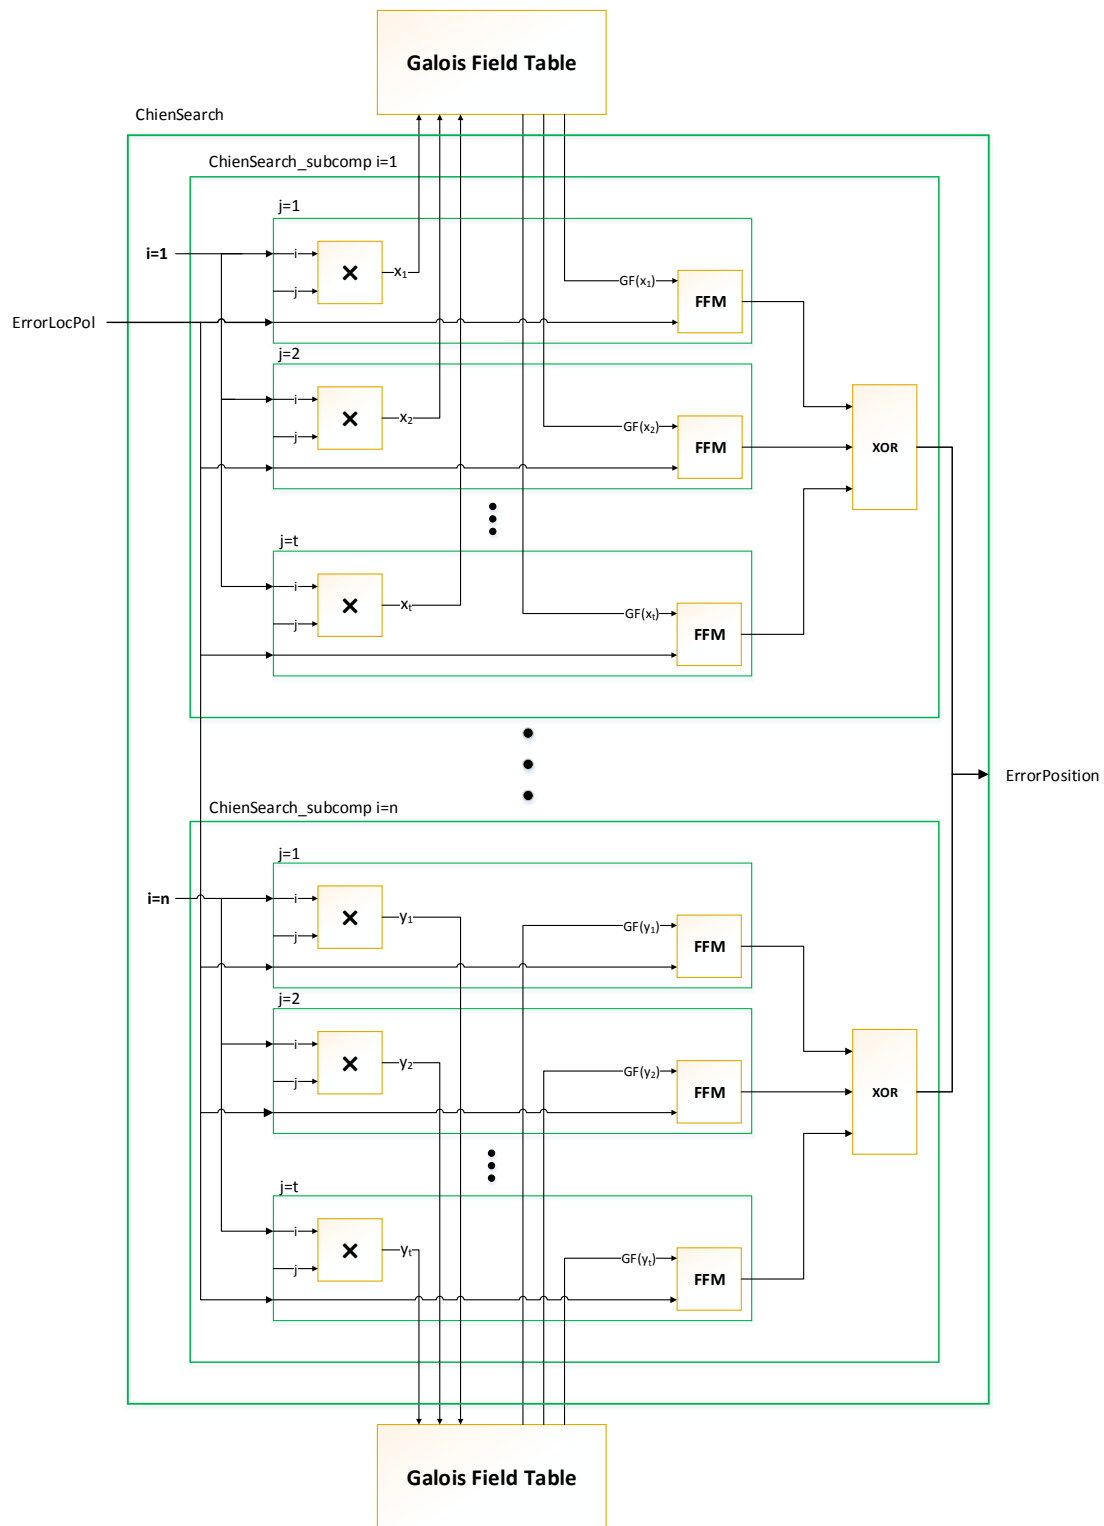 Galois Field Table
ChienSearch
ChienSearch_subcomp i=1
j=1
i=1
i
×
j
x₁
GF(x₁)
FFM
ErrorLocPol
j=2
i
×
j
x₂
GF(x₂)
FFM
XOR
j=t
i
×
j
xₜ
GF(xₜ)
FFM
ErrorPosition
ChienSearch_subcomp i=n
j=1
i=n
i
×
j
y₁
GF(y₁)
FFM
j=2
i
×
j
y₂
GF(y₂)
FFM
XOR
j=t
i
×
j
yₜ
GF(yₜ)
FFM
Galois Field Table